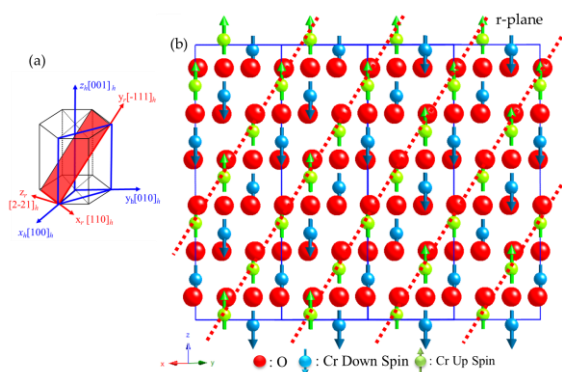 r-plane
(a)
(b)
z_h[001]_h
y_r[-111]_h
z_r
[2-21]_h
y_h[010]_h
x_h[100]_h
x_r [110]_h
z
x
y
: O
: Cr Down Spin
: Cr Up Spin